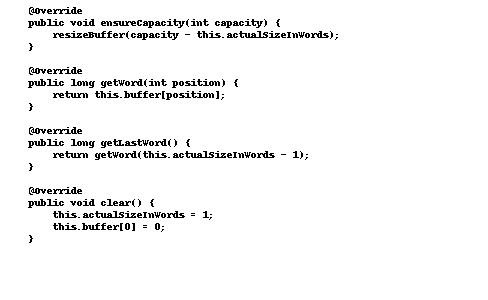 @Override
public void ensureCapacity(int capacity) {
    resizeBuffer(capacity - this.actualSizeInWords);
}

@Override
public long getWord(int position) {
    return this.buffer[position];
}

@Override
public long getLastWord() {
    return getWord(this.actualSizeInWords - 1);
}

@Override
public void clear() {
    this.actualSizeInWords = 1;
    this.buffer[0] = 0;
}